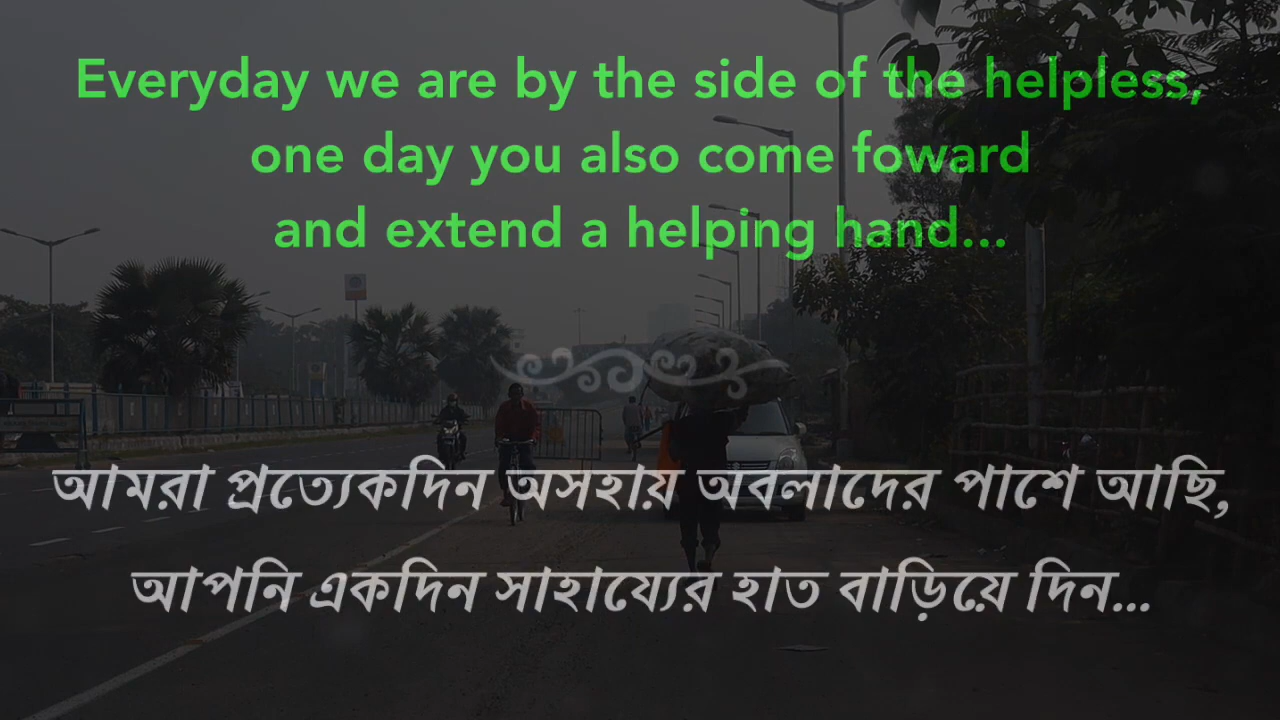 Everyday we are by the side of the helpless,
one day you also come foward
and extend a helping hand...
আমরা প্রত্যেকদিন অসহায় অবলাদের পাশে আছি,
আপনি একদিন সাহায্যের হাত বাড়িয়ে দিন...